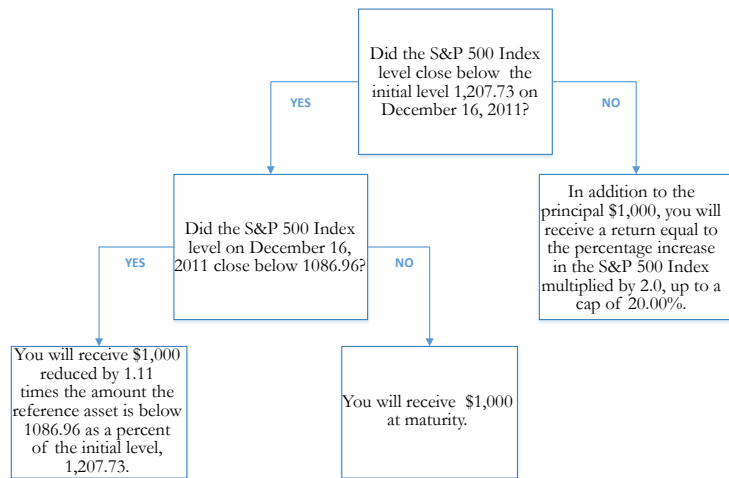 Did the S&P 500 Index
level close below the
initial level 1,207.73 on
December 16, 2011?
YES
NO
Did the S&P 500 Index
level on December 16,
2011 close below 1086.96?
In addition to the
principal $1,000, you will
receive a return equal to
the percentage increase
in the S&P 500 Index
multiplied by 2.0, up to a
cap of 20.00%.
YES
NO
You will receive $1,000
reduced by 1.11
times the amount the
reference asset is below
1086.96 as a percent
of the initial level,
1,207.73.
You will receive $1,000
at maturity.